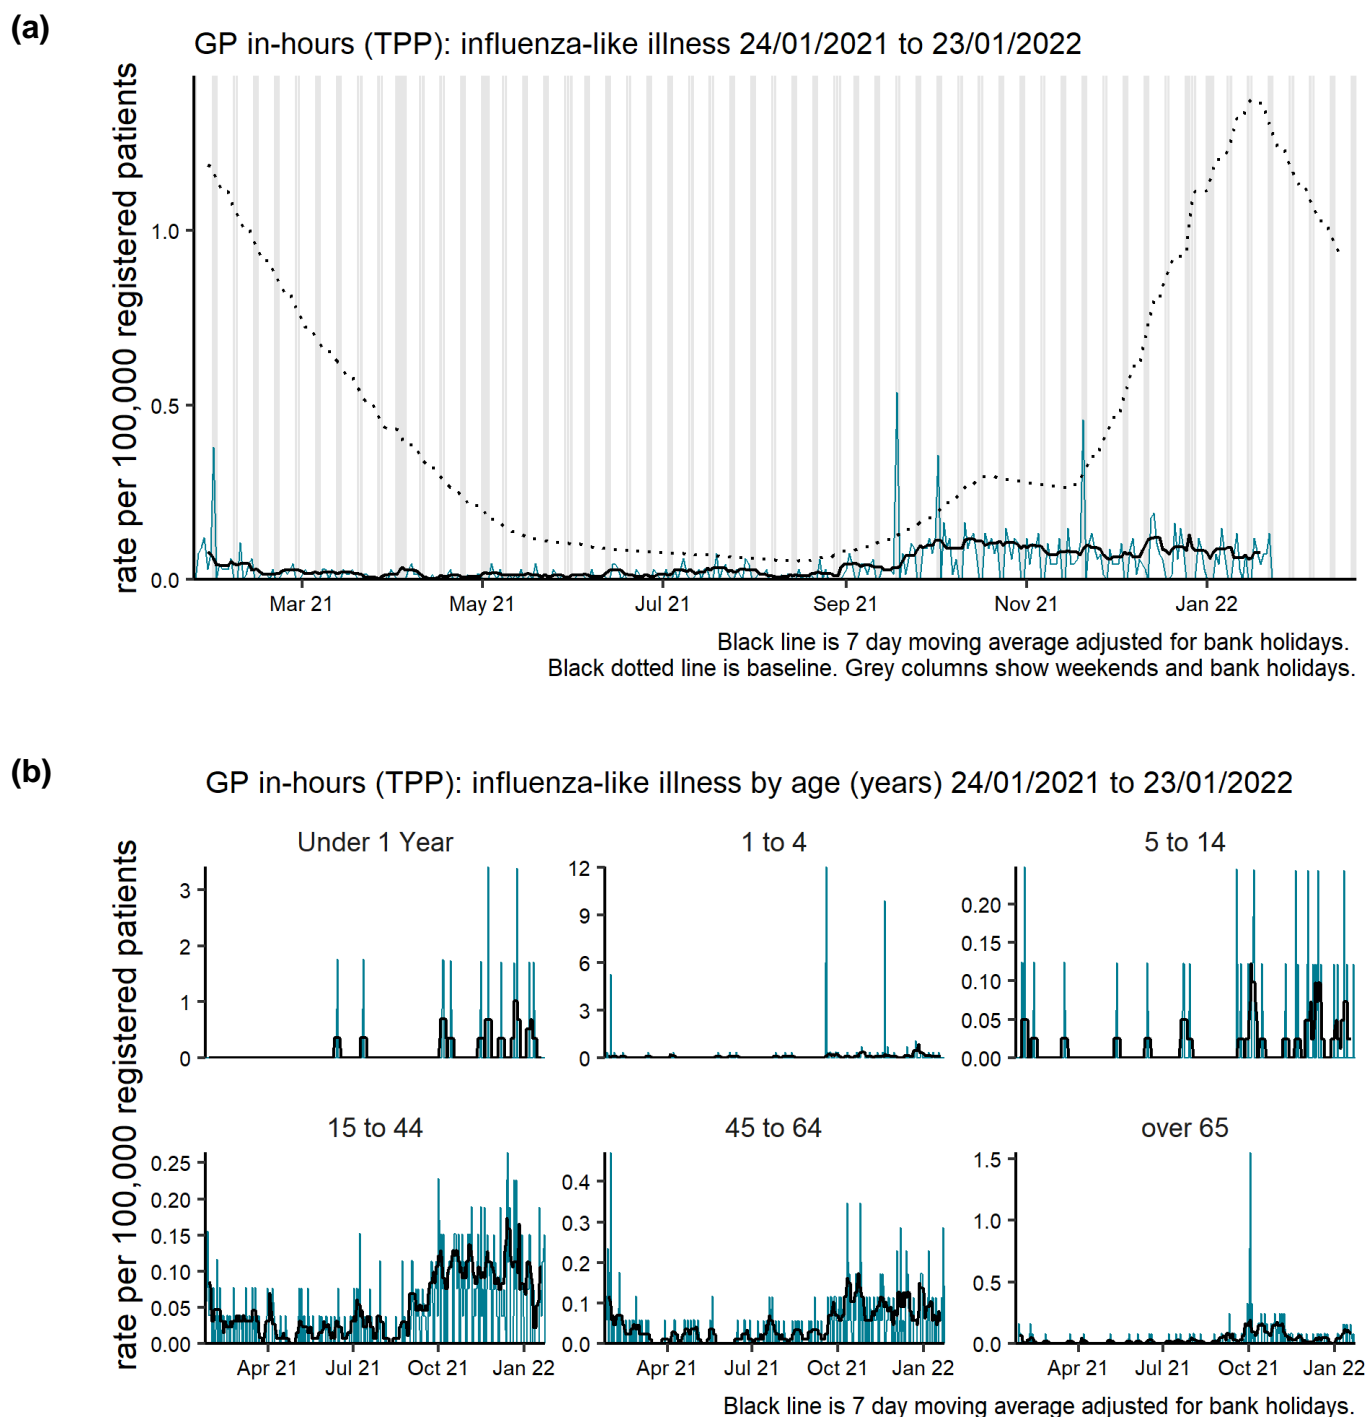 (a)
GP in-hours (TPP): influenza-like illness 24/01/2021 to 23/01/2022
rate per 100,000 registered patients
1.0
0.5
0.0
Mar 21 May 21 Jul 21 Sep 21 Nov 21 Jan 22
Black line is 7 day moving average adjusted for bank holidays.
Black dotted line is baseline. Grey columns show weekends and bank holidays.
(b)
GP in-hours (TPP): influenza-like illness by age (years) 24/01/2021 to 23/01/2022
rate per 100,000 registered patients
Under 1 Year
3
2
1
0
1 to 4
12
9
6
3
0
5 to 14
0.20
0.15
0.10
0.05
0.00
15 to 44
0.25
0.20
0.15
0.10
0.05
0.00
Apr 21 Jul 21 Oct 21 Jan 22
45 to 64
0.4
0.3
0.2
0.1
0.0
Apr 21 Jul 21 Oct 21 Jan 22
over 65
1.5
1.0
0.5
0.0
Apr 21 Jul 21 Oct 21 Jan 22
Black line is 7 day moving average adjusted for bank holidays.